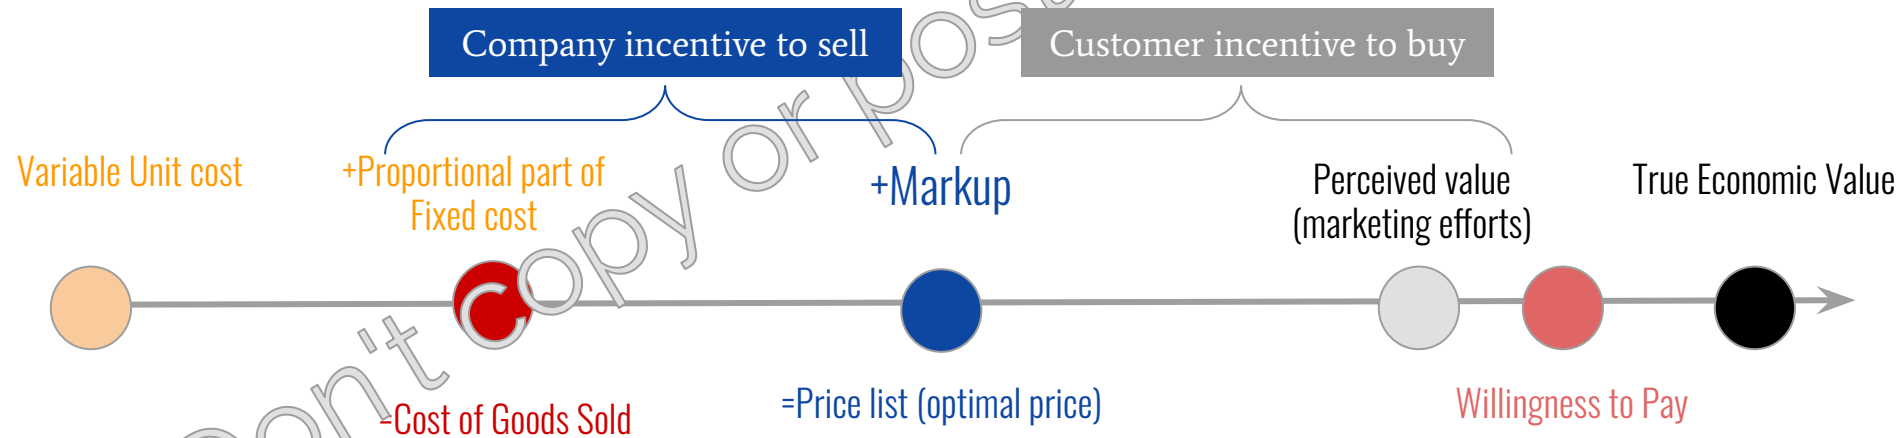 Company incentive to sell
Customer incentive to buy
Variable Unit cost
+Proportional part of
Fixed cost
+Markup
Perceived value
(marketing efforts)
True Economic Value
=Cost of Goods Sold
=Price list (optimal price)
Willingness to Pay
on't copy or pos